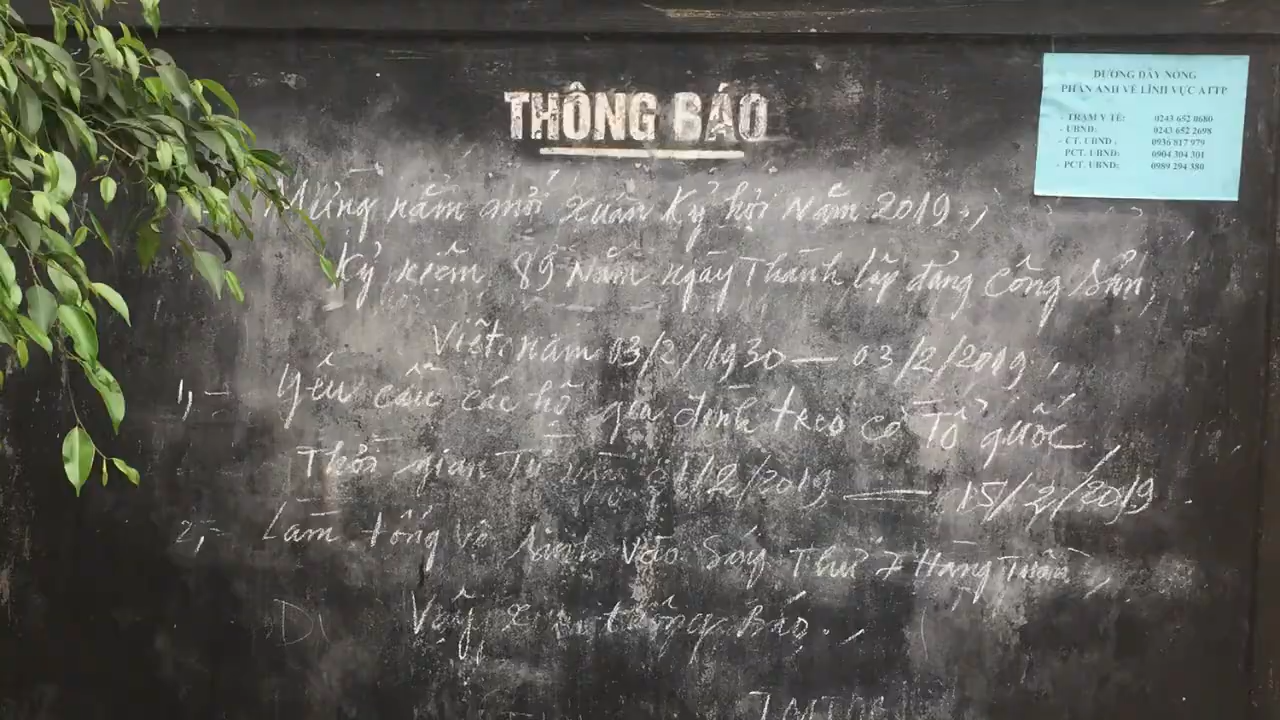 THÔNG BÁO
Mừng năm mới xuân Kỷ hợi Năm 2019,
Kỷ niệm 89 Năm ngày Thành lập đảng Cộng Sản
Việt nam 03/2/1930 — 03/2/2019,
1,- Yêu cầu các hộ gia đình treo cờ Tổ quốc
Thời gian Từ 1/2/2019 — 15/2/2019
2,- Làm tổng vệ sinh vào Sáng Thứ 7 Hàng Tuần,
Vậy Xin thông Báo.
ĐƯỜNG DÂY NÓNG
PHẢN ÁNH VỀ LĨNH VỰC ATTP
- TRẠM Y TẾ: 0243 652 0680
- UBND: 0243 652 2698
- CT. UBND : 0936 817 979
PCT. UBND: 0904 304 301
- PCT. UBND: 0989 294 380